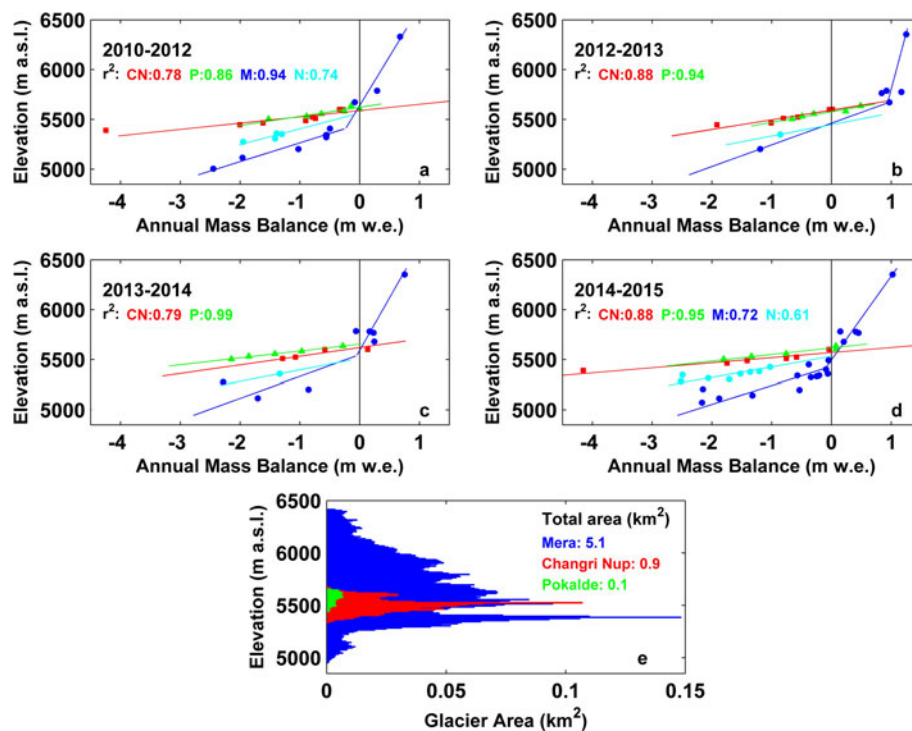 2010-2012
r²: CN:0.78 P:0.86 M:0.94 N:0.74
Elevation (m a.s.l.)
6500
6000
5500
5000
a
-4 -3 -2 -1 0 1
Annual Mass Balance (m w.e.)
2012-2013
r²: CN:0.88 P:0.94
Elevation (m a.s.l.)
6500
6000
5500
5000
b
-4 -3 -2 -1 0 1
Annual Mass Balance (m w.e.)
2013-2014
r²: CN:0.79 P:0.99
Elevation (m a.s.l.)
6500
6000
5500
5000
c
-4 -3 -2 -1 0 1
Annual Mass Balance (m w.e.)
2014-2015
r²: CN:0.88 P:0.95 M:0.72 N:0.61
Elevation (m a.s.l.)
6500
6000
5500
5000
d
-4 -3 -2 -1 0 1
Annual Mass Balance (m w.e.)
Total area (km²)
Mera: 5.1
Changri Nup: 0.9
Pokalde: 0.1
Elevation (m a.s.l.)
6500
6000
5500
5000
e
0 0.05 0.1 0.15
Glacier Area (km²)